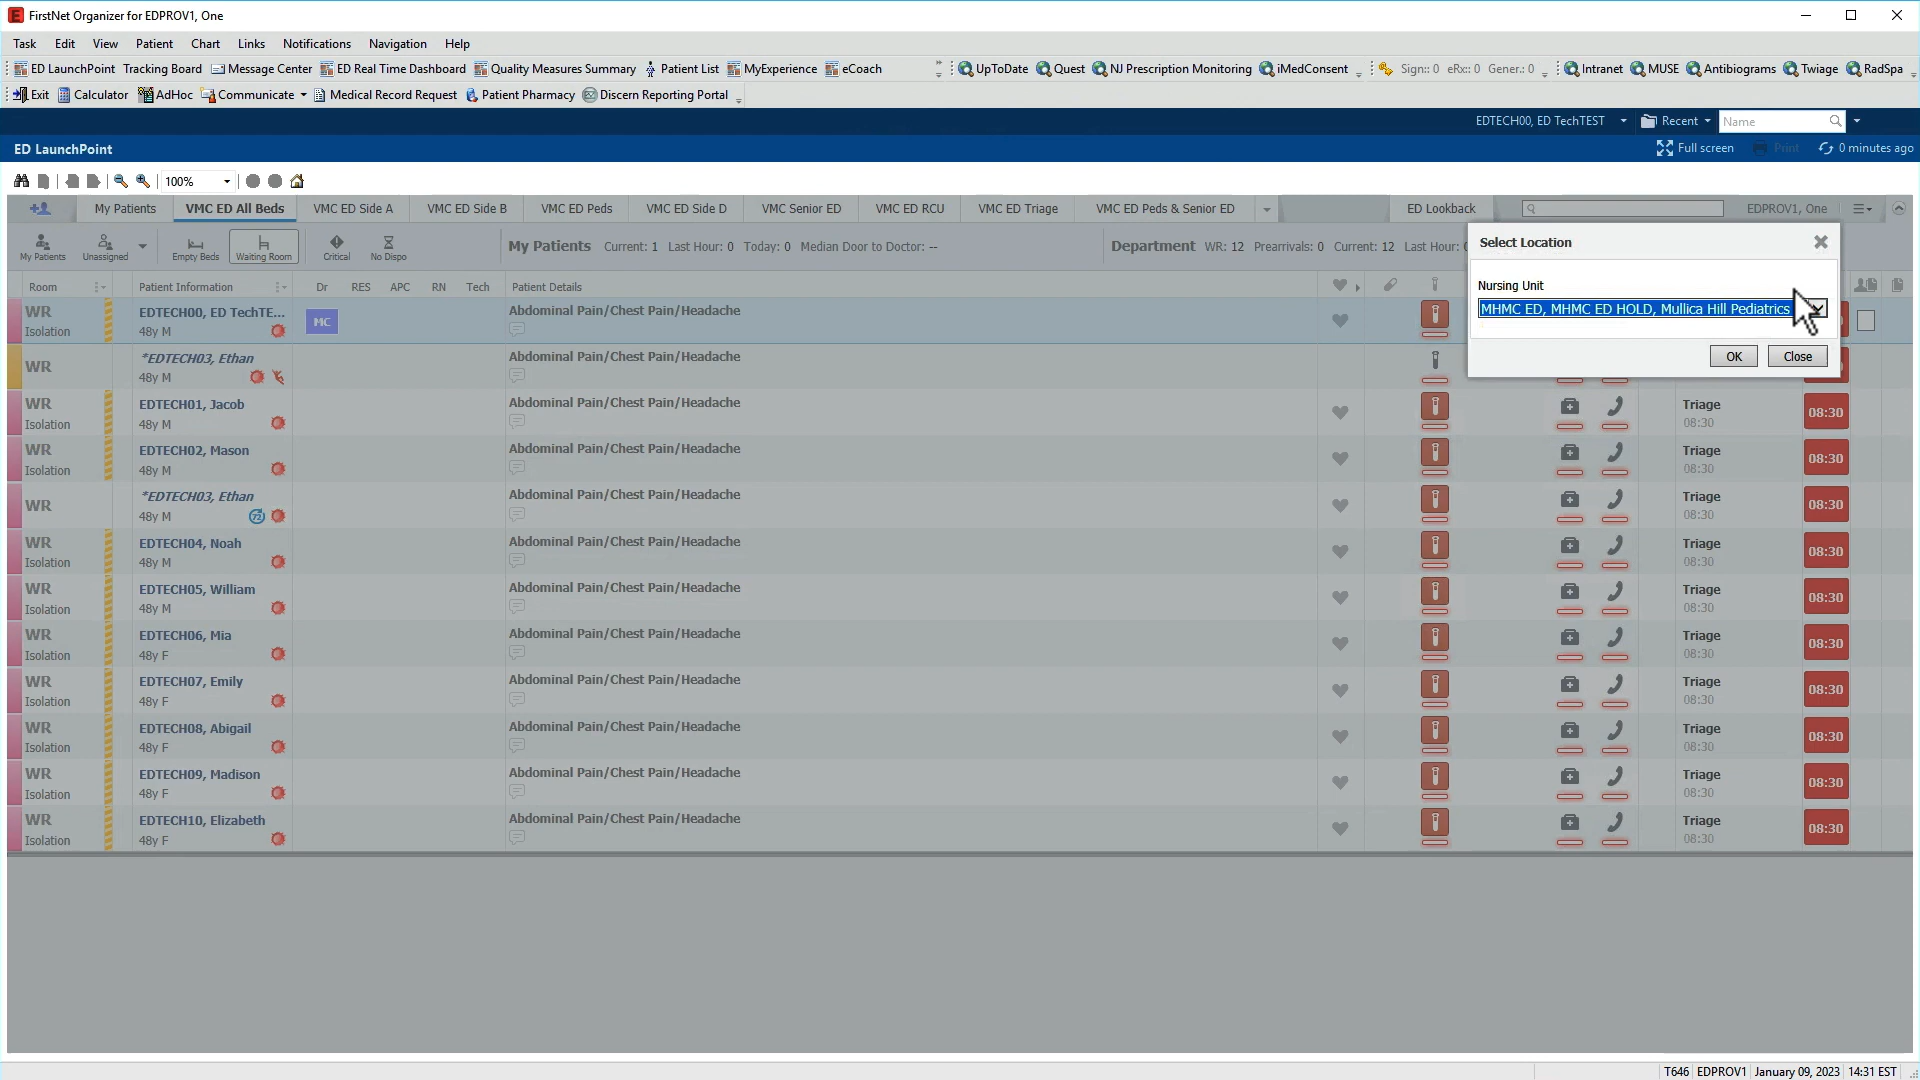 FirstNet Organizer for EDPROV1, One
Task Edit View Patient Chart Links Notifications Navigation Help
ED LaunchPoint Tracking Board Message Center ED Real Time Dashboard Quality Measures Summary Patient List MyExperience eCoach UpToDate Quest NJ Prescription Monitoring iMedConsent Sign: 0 eRx: 0 Gener.: 0 Intranet MUSE Antibiograms Twiage RadSpa
Exit Calculator AdHoc Communicate Medical Record Request Patient Pharmacy Discern Reporting Portal
EDTECH00, ED TechTEST Recent Name
ED LaunchPoint Full screen Print 0 minutes ago
100%
My Patients VMC ED All Beds VMC ED Side A VMC ED Side B VMC ED Peds VMC ED Side D VMC Senior ED VMC ED RCU VMC ED Triage VMC ED Peds & Senior ED ED Lookback EDPROV1, One
My Patients Unassigned Empty Beds Waiting Room Critical No Dispo
My Patients Current: 1 Last Hour: 0 Today: 0 Median Door to Doctor: -- Department WR: 12 Prearrivals: 0 Current: 12 Last Hour:
Select Location
Nursing Unit
MHMC ED, MHMC ED HOLD, Mullica Hill Pediatrics
OK Close
Room Patient Information Dr RES APC RN Tech Patient Details
WR EDTECH00, ED TechTE... MC Abdominal Pain/Chest Pain/Headache
Isolation 48y M
WR *EDTECH03, Ethan Abdominal Pain/Chest Pain/Headache
48y M
WR EDTECH01, Jacob Abdominal Pain/Chest Pain/Headache Triage 08:30
Isolation 48y M 08:30
WR EDTECH02, Mason Abdominal Pain/Chest Pain/Headache Triage 08:30
Isolation 48y M 08:30
WR *EDTECH03, Ethan Abdominal Pain/Chest Pain/Headache Triage 08:30
48y M 72 08:30
WR EDTECH04, Noah Abdominal Pain/Chest Pain/Headache Triage 08:30
Isolation 48y M 08:30
WR EDTECH05, William Abdominal Pain/Chest Pain/Headache Triage 08:30
Isolation 48y M 08:30
WR EDTECH06, Mia Abdominal Pain/Chest Pain/Headache Triage 08:30
Isolation 48y F 08:30
WR EDTECH07, Emily Abdominal Pain/Chest Pain/Headache Triage 08:30
Isolation 48y F 08:30
WR EDTECH08, Abigail Abdominal Pain/Chest Pain/Headache Triage 08:30
Isolation 48y F 08:30
WR EDTECH09, Madison Abdominal Pain/Chest Pain/Headache Triage 08:30
Isolation 48y F 08:30
WR EDTECH10, Elizabeth Abdominal Pain/Chest Pain/Headache Triage 08:30
Isolation 48y F 08:30
T646 EDPROV1 January 09, 2023 14:31 EST